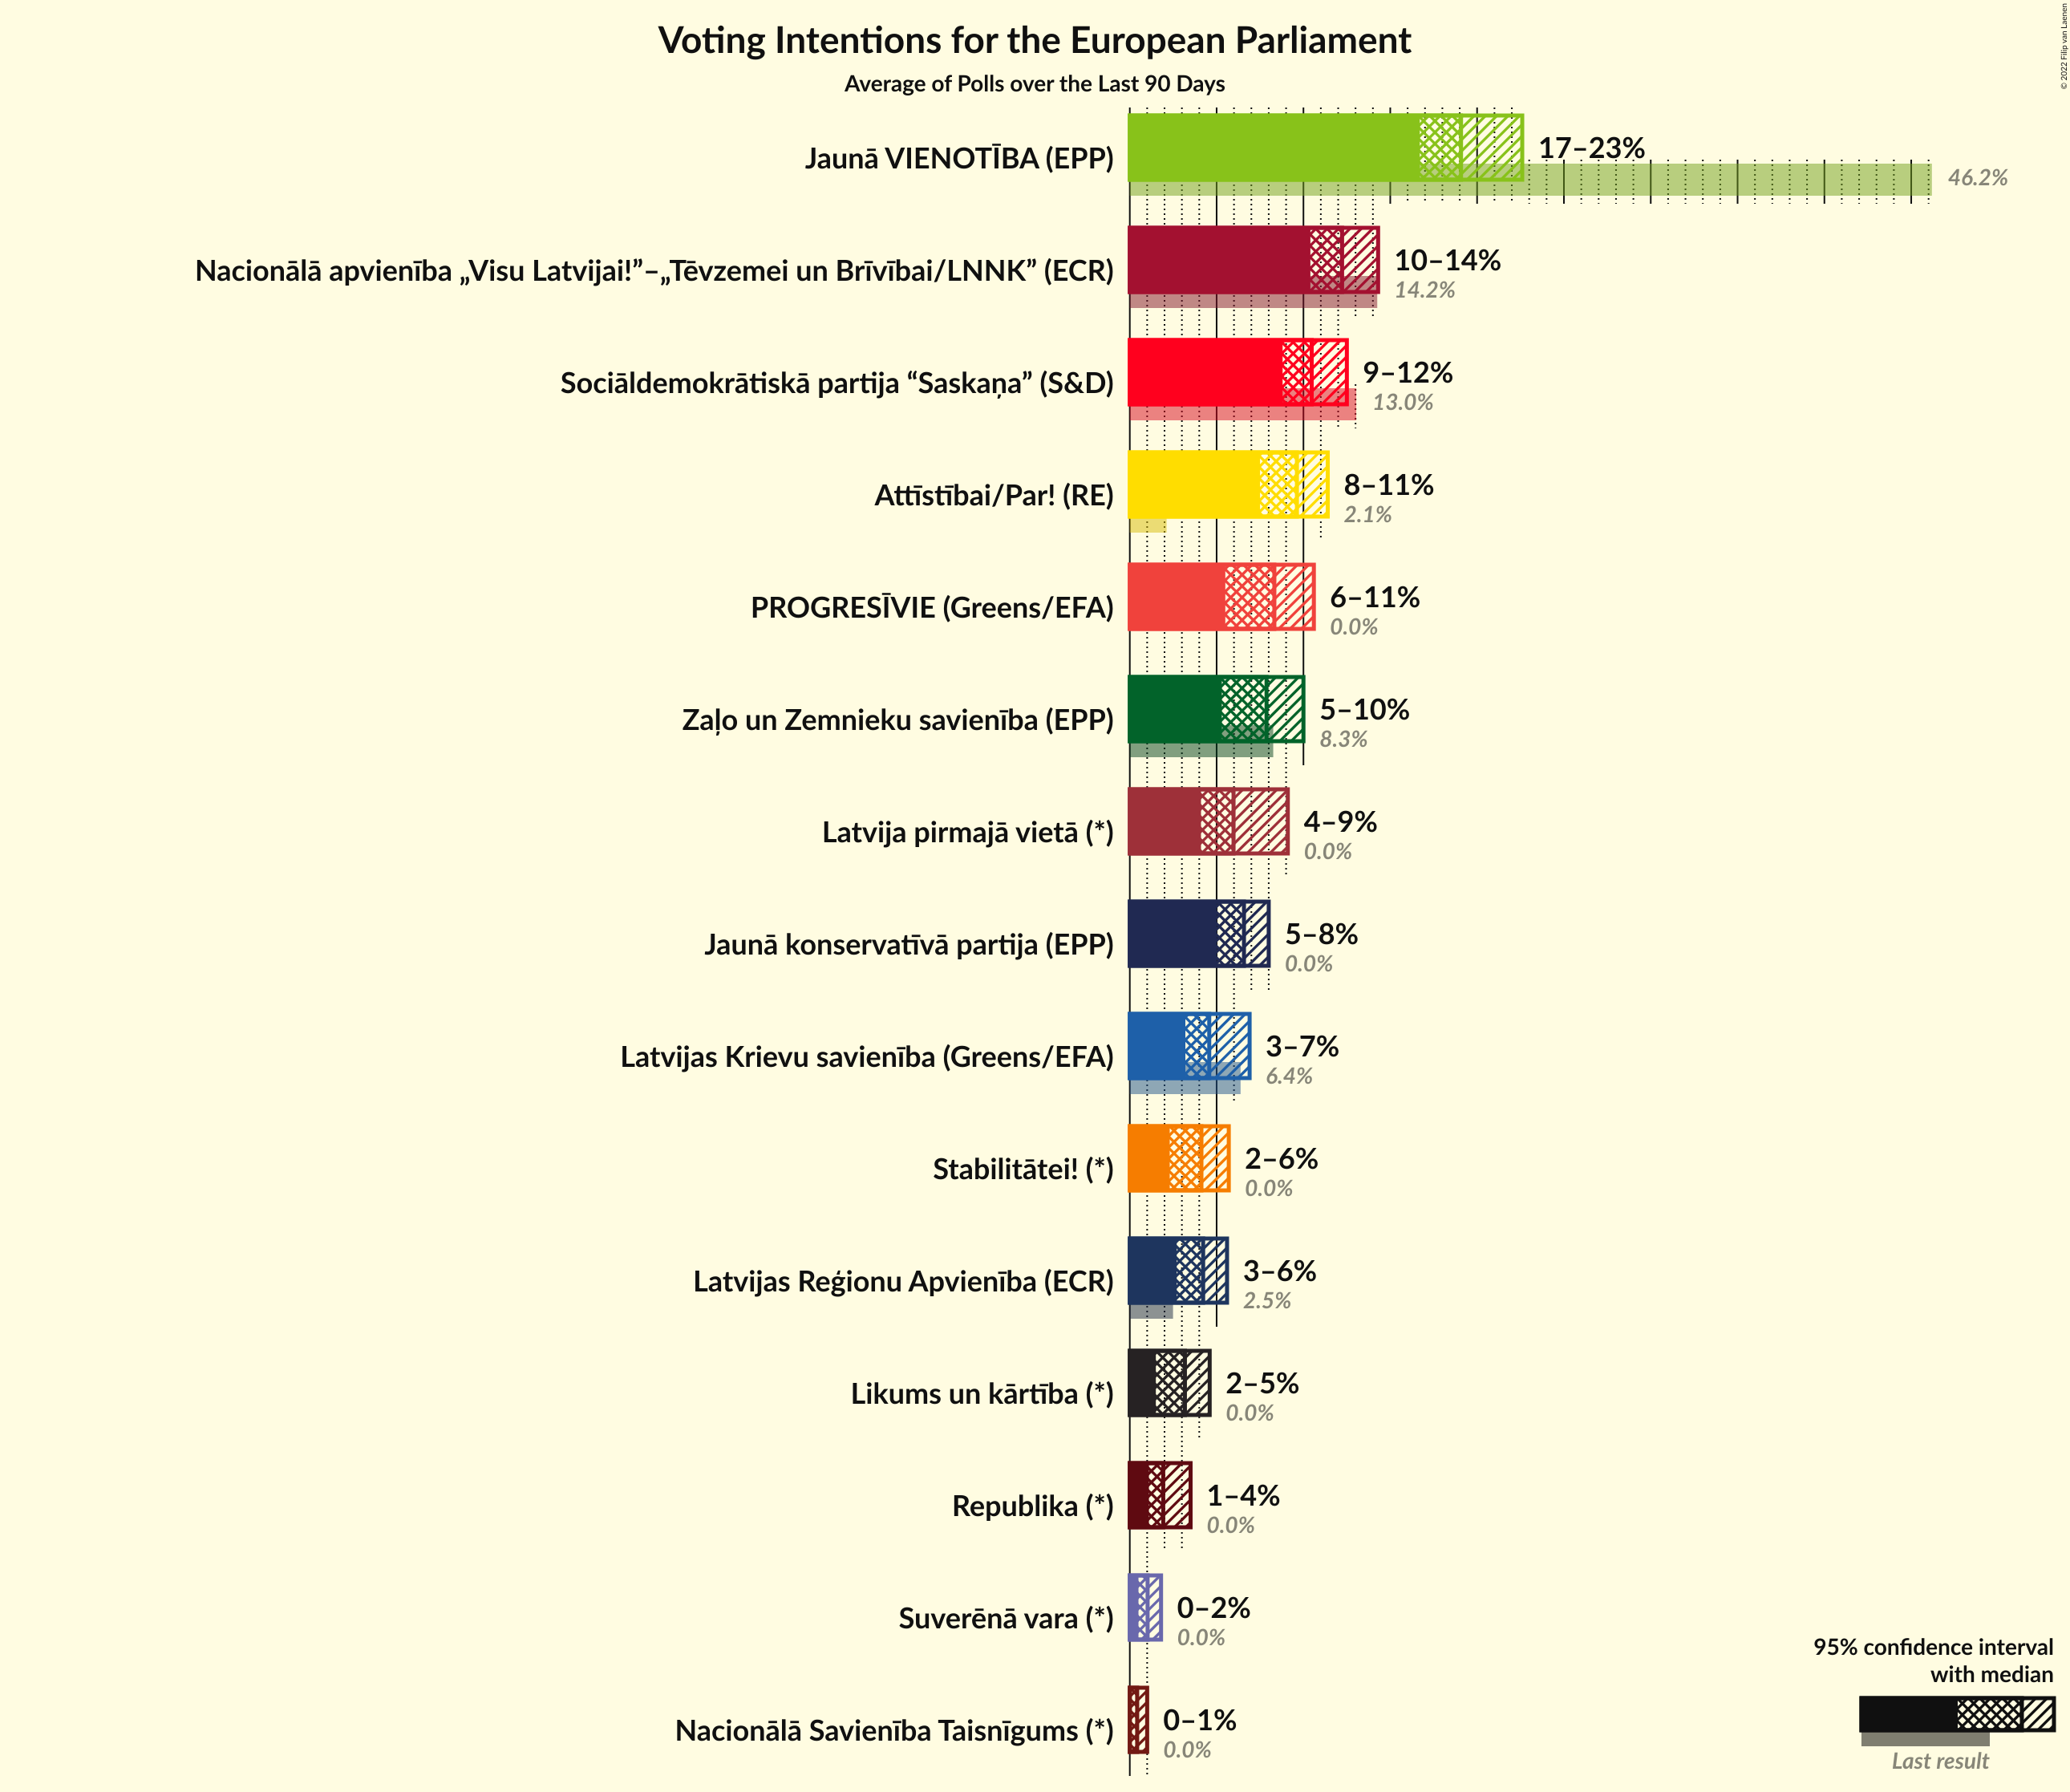 Voting Intentions for the European Parliament
Average of Polls over the Last 90 Days
© 2022 Filip van Laenen
Jaunā VIENOTĪBA (EPP)
17–23%
46.2%
Nacionālā apvienība „Visu Latvijai!”–„Tēvzemei un Brīvībai/LNNK” (ECR)
10–14%
14.2%
Sociāldemokrātiskā partija “Saskaņa” (S&D)
9–12%
13.0%
Attīstībai/Par! (RE)
8–11%
2.1%
PROGRESĪVIE (Greens/EFA)
6–11%
0.0%
Zaļo un Zemnieku savienība (EPP)
5–10%
8.3%
Latvija pirmajā vietā (*)
4–9%
0.0%
Jaunā konservatīvā partija (EPP)
5–8%
0.0%
Latvijas Krievu savienība (Greens/EFA)
3–7%
6.4%
Stabilitātei! (*)
2–6%
0.0%
Latvijas Reģionu Apvienība (ECR)
3–6%
2.5%
Likums un kārtība (*)
2–5%
0.0%
Republika (*)
1–4%
0.0%
Suverēnā vara (*)
0–2%
0.0%
Nacionālā Savienība Taisnīgums (*)
0–1%
0.0%
95% confidence interval
with median
Last result